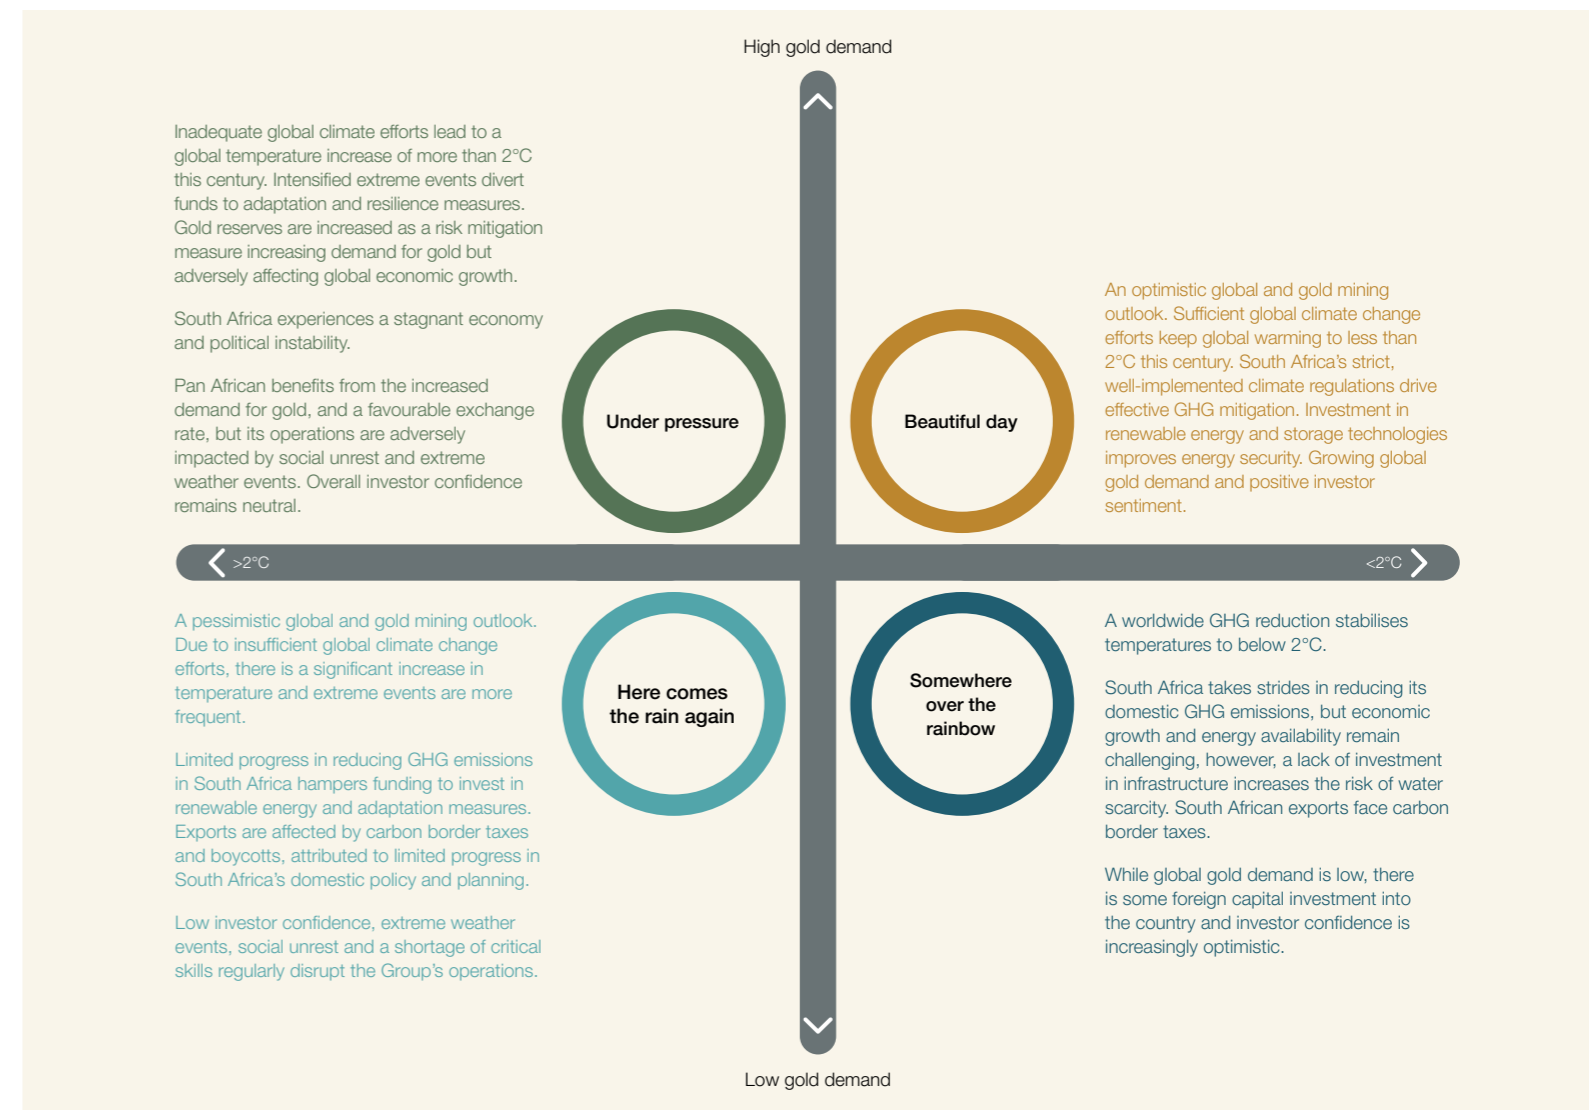 High gold demand
Inadequate global climate efforts lead to a
global temperature increase of more than 2°C
this century. Intensified extreme events divert
funds to adaptation and resilience measures.
Gold reserves are increased as a risk mitigation
measure increasing demand for gold but
adversely affecting global economic growth.
South Africa experiences a stagnant economy
and political instability.
Pan African benefits from the increased
demand for gold, and a favourable exchange
rate, but its operations are adversely
impacted by social unrest and extreme
weather events. Overall investor confidence
remains neutral.
Under pressure
Beautiful day
An optimistic global and gold mining
outlook. Sufficient global climate change
efforts keep global warming to less than
2°C this century. South Africa's strict,
well-implemented climate regulations drive
effective GHG mitigation. Investment in
renewable energy and storage technologies
improves energy security. Growing global
gold demand and positive investor
sentiment.
>2°C
<2°C
A pessimistic global and gold mining outlook.
Due to insufficient global climate change
efforts, there is a significant increase in
temperature and extreme events are more
frequent.
Limited progress in reducing GHG emissions
in South Africa hampers funding to invest in
renewable energy and adaptation measures.
Exports are affected by carbon border taxes
and boycotts, attributed to limited progress in
South Africa's domestic policy and planning.
Low investor confidence, extreme weather
events, social unrest and a shortage of critical
skills regularly disrupt the Group's operations.
Here comes
the rain again
Somewhere
over the
rainbow
A worldwide GHG reduction stabilises
temperatures to below 2°C.
South Africa takes strides in reducing its
domestic GHG emissions, but economic
growth and energy availability remain
challenging, however, a lack of investment
in infrastructure increases the risk of water
scarcity. South African exports face carbon
border taxes.
While global gold demand is low, there
is some foreign capital investment into
the country and investor confidence is
increasingly optimistic.
Low gold demand